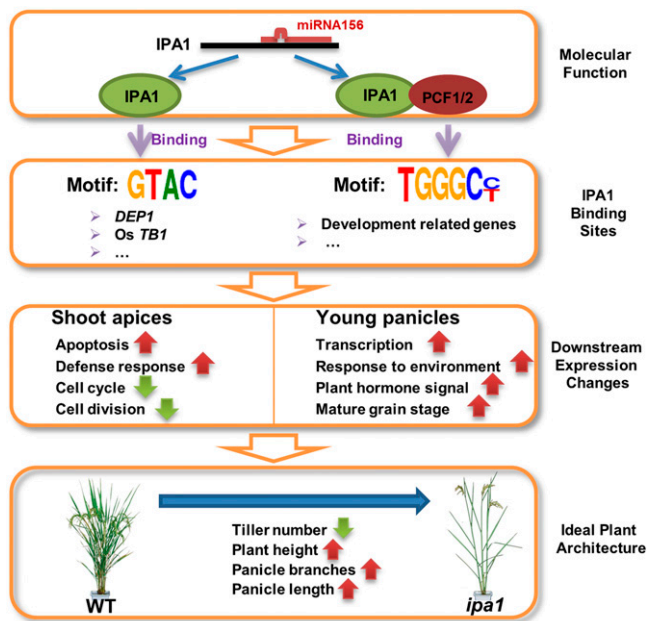 miRNA156
IPA1
Molecular
Function
IPA1
IPA1
PCF1/2
Binding
Binding
Motif: GTAC
Motif: TGGGCC
T
DEP1
Os TB1
...
Development related genes
...
IPA1
Binding
Sites
Shoot apices
Apoptosis
Defense response
Cell cycle
Cell division
Young panicles
Transcription
Response to environment
Plant hormone signal
Mature grain stage
Downstream
Expression
Changes
Tiller number
Plant height
Panicle branches
Panicle length
WT
ipa1
Ideal Plant
Architecture